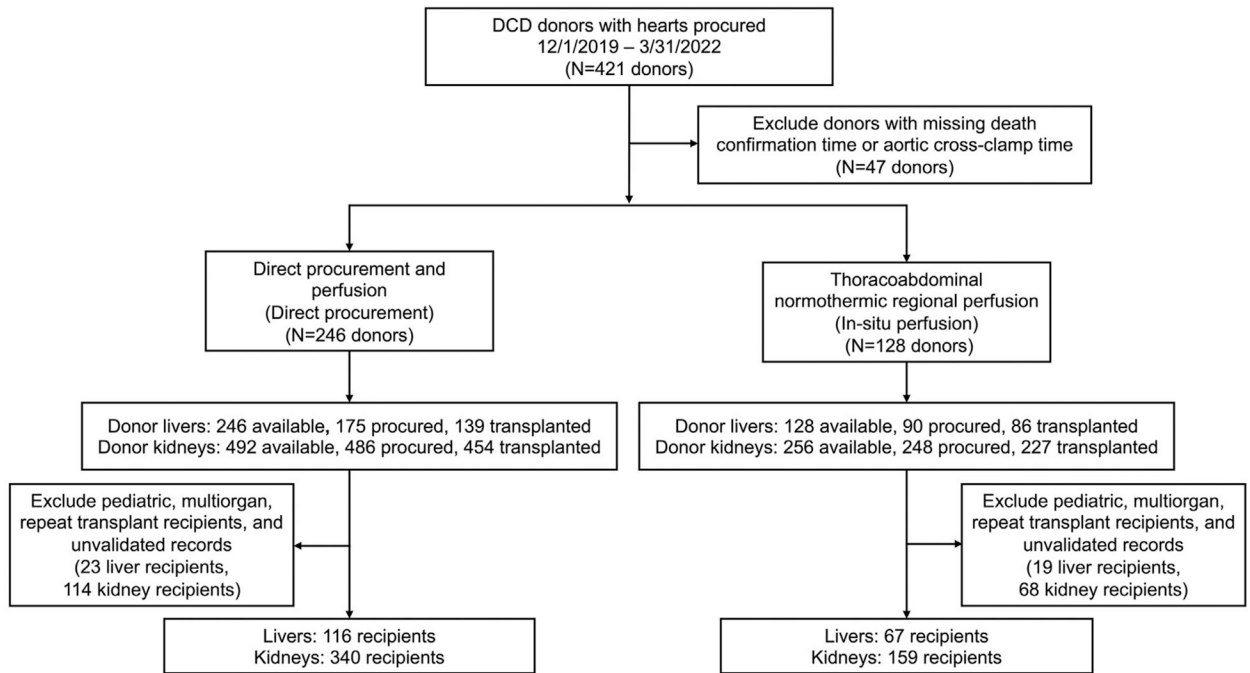 DCD donors with hearts procured
12/1/2019 – 3/31/2022
(N=421 donors)
Exclude donors with missing death
confirmation time or aortic cross-clamp time
(N=47 donors)
Direct procurement and
perfusion
(Direct procurement)
(N=246 donors)
Thoracoabdominal
normothermic regional perfusion
(In-situ perfusion)
(N=128 donors)
Donor livers: 246 available, 175 procured, 139 transplanted
Donor kidneys: 492 available, 486 procured, 454 transplanted
Donor livers: 128 available, 90 procured, 86 transplanted
Donor kidneys: 256 available, 248 procured, 227 transplanted
Exclude pediatric, multiorgan,
repeat transplant recipients, and
unvalidated records
(23 liver recipients,
114 kidney recipients)
Exclude pediatric, multiorgan,
repeat transplant recipients, and
unvalidated records
(19 liver recipients,
68 kidney recipients)
Livers: 116 recipients
Kidneys: 340 recipients
Livers: 67 recipients
Kidneys: 159 recipients